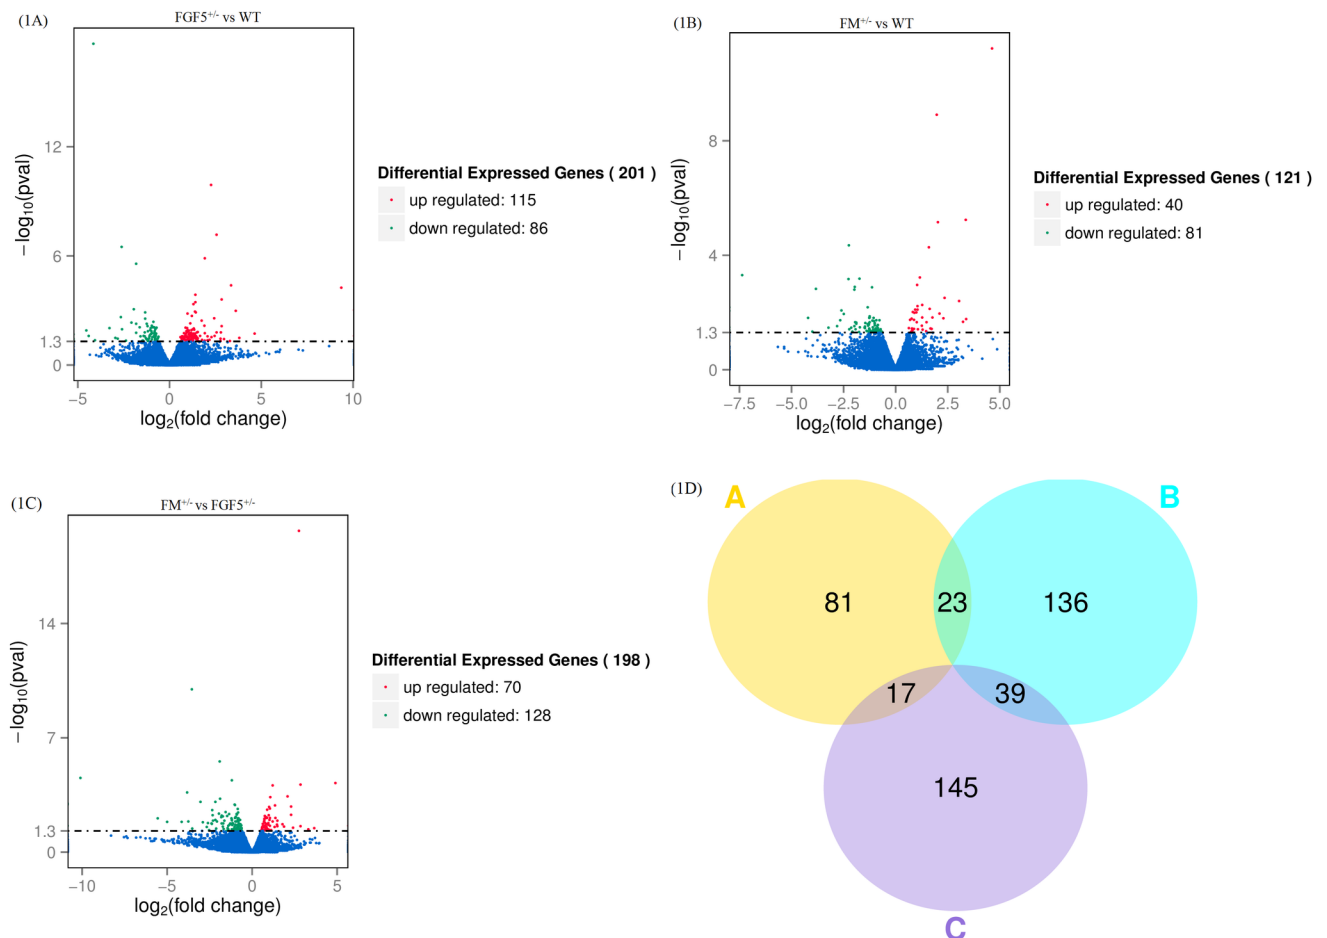 (1A)
FGF5+/- vs WT
−log10(pval)
12
6
1.3
0
−5
0
5
10
log2(fold change)
Differential Expressed Genes ( 201 )
up regulated: 115
down regulated: 86
(1B)
FM+/- vs WT
−log10(pval)
8
4
1.3
0
−7.5
−5.0
−2.5
0.0
2.5
5.0
log2(fold change)
Differential Expressed Genes ( 121 )
up regulated: 40
down regulated: 81
(1C)
FM+/- vs FGF5+/-
−log10(pval)
14
7
1.3
0
−10
−5
0
5
log2(fold change)
Differential Expressed Genes ( 198 )
up regulated: 70
down regulated: 128
(1D)
A
B
81
23
136
17
39
145
C